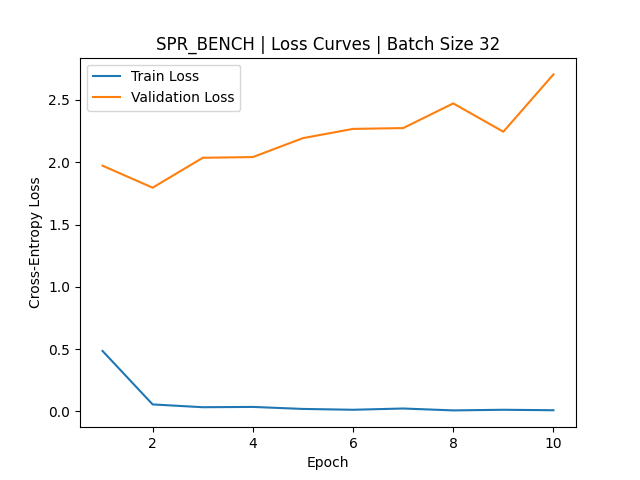 SPR_BENCH | Loss Curves | Batch Size 32
Train Loss
Validation Loss
Cross-Entropy Loss
2.5
2.0
1.5
1.0
0.5
0.0
2 4 6 8 10
Epoch